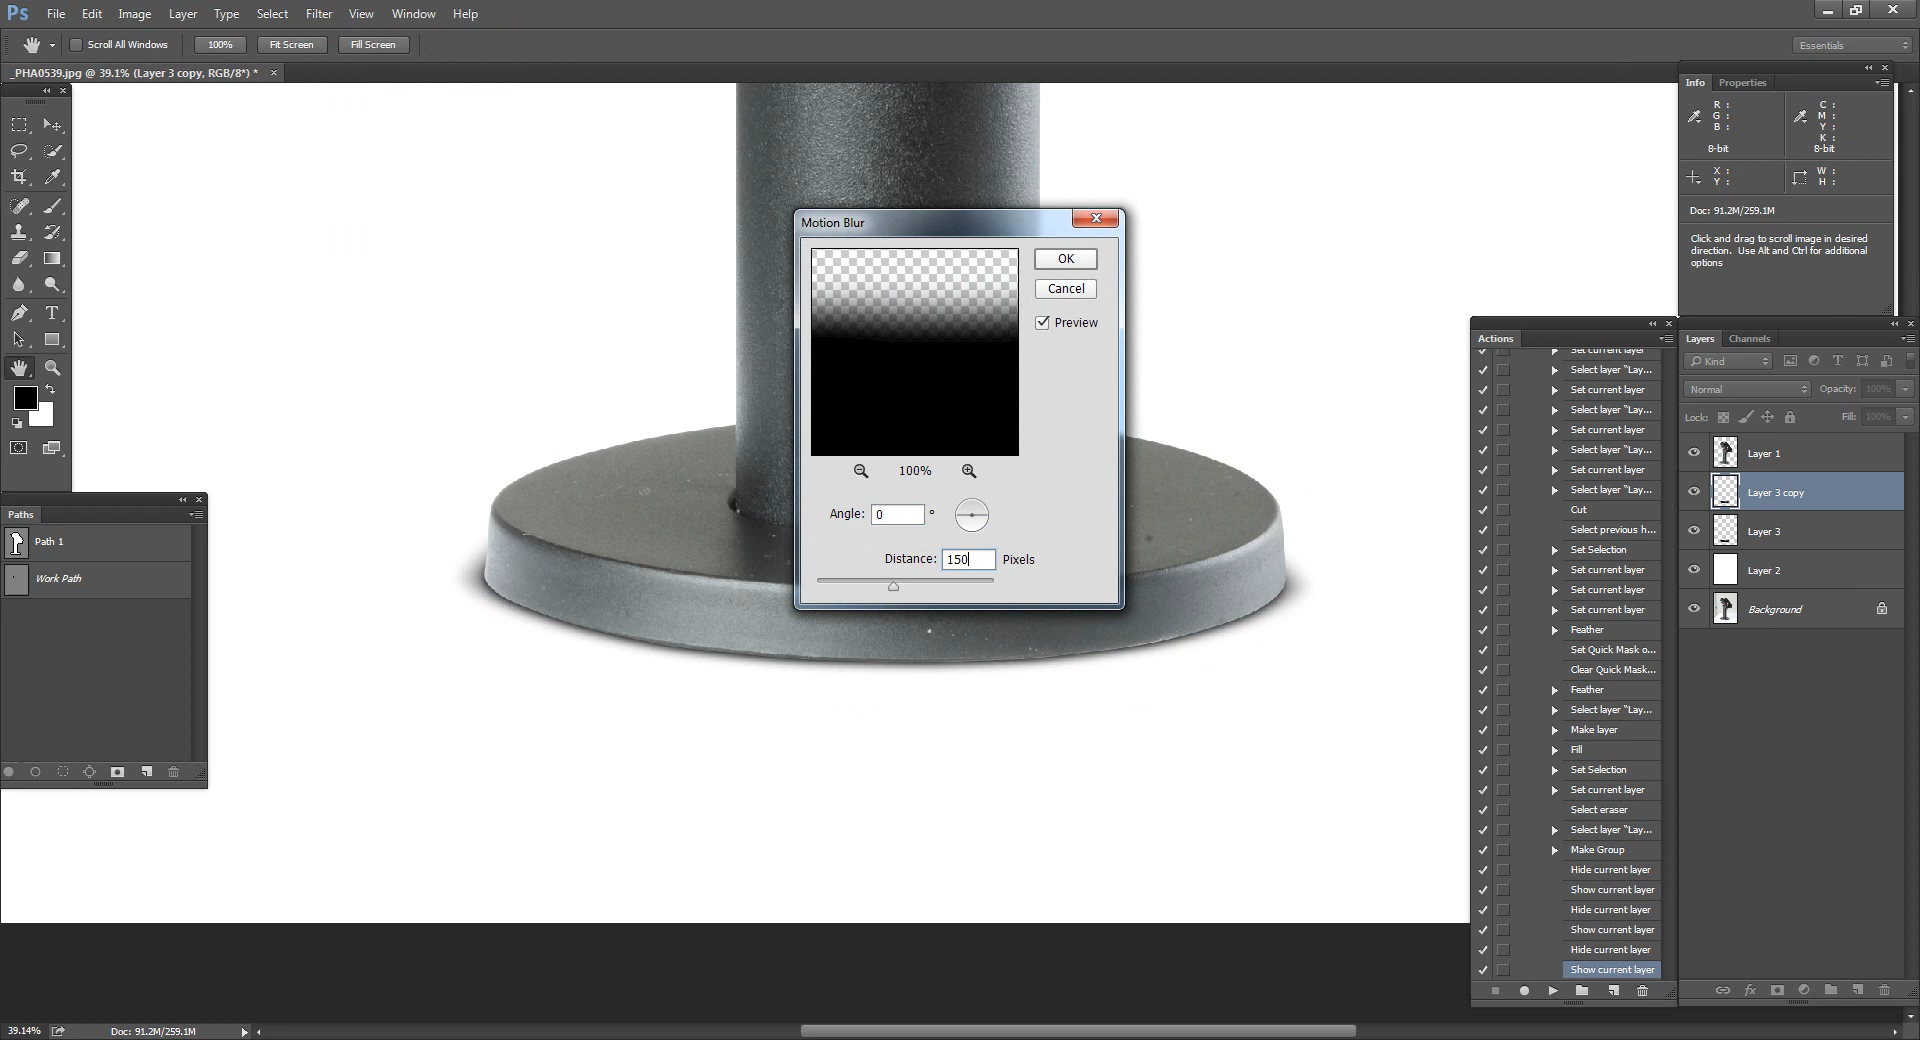 Ps File Edit Image Layer Type Select Filter View Window Help
Scroll All Windows 100% Fit Screen Fill Screen Essentials
_PHA0539.jpg @ 39.1% (Layer 3 copy, RGB/8*) * ×
Info Properties
R :
G :
B :
8-bit
C :
M :
Y :
K :
8-bit
X :
Y :
W :
H :
Doc: 91.2M/259.1M
Click and drag to scroll image in desired
direction. Use Alt and Ctrl for additional
options
Motion Blur
OK
Cancel
Preview
100%
Angle: 0 °
Distance: 150 Pixels
Paths
Path 1
Work Path
Actions
Set current layer
Select layer "Lay...
Set current layer
Select layer "Lay...
Set current layer
Select layer "Lay...
Set current layer
Select layer "Lay...
Cut
Select previous h...
Set Selection
Set current layer
Set current layer
Set current layer
Feather
Set Quick Mask o...
Clear Quick Mask...
Feather
Select layer "Lay...
Make layer
Fill
Set Selection
Set current layer
Select eraser
Select layer "Lay...
Make Group
Hide current layer
Show current layer
Hide current layer
Show current layer
Hide current layer
Show current layer
Layers Channels
Kind
Normal Opacity: 100%
Lock: Fill: 100%
Layer 1
Layer 3 copy
Layer 3
Layer 2
Background
39.14% Doc: 91.2M/259.1M